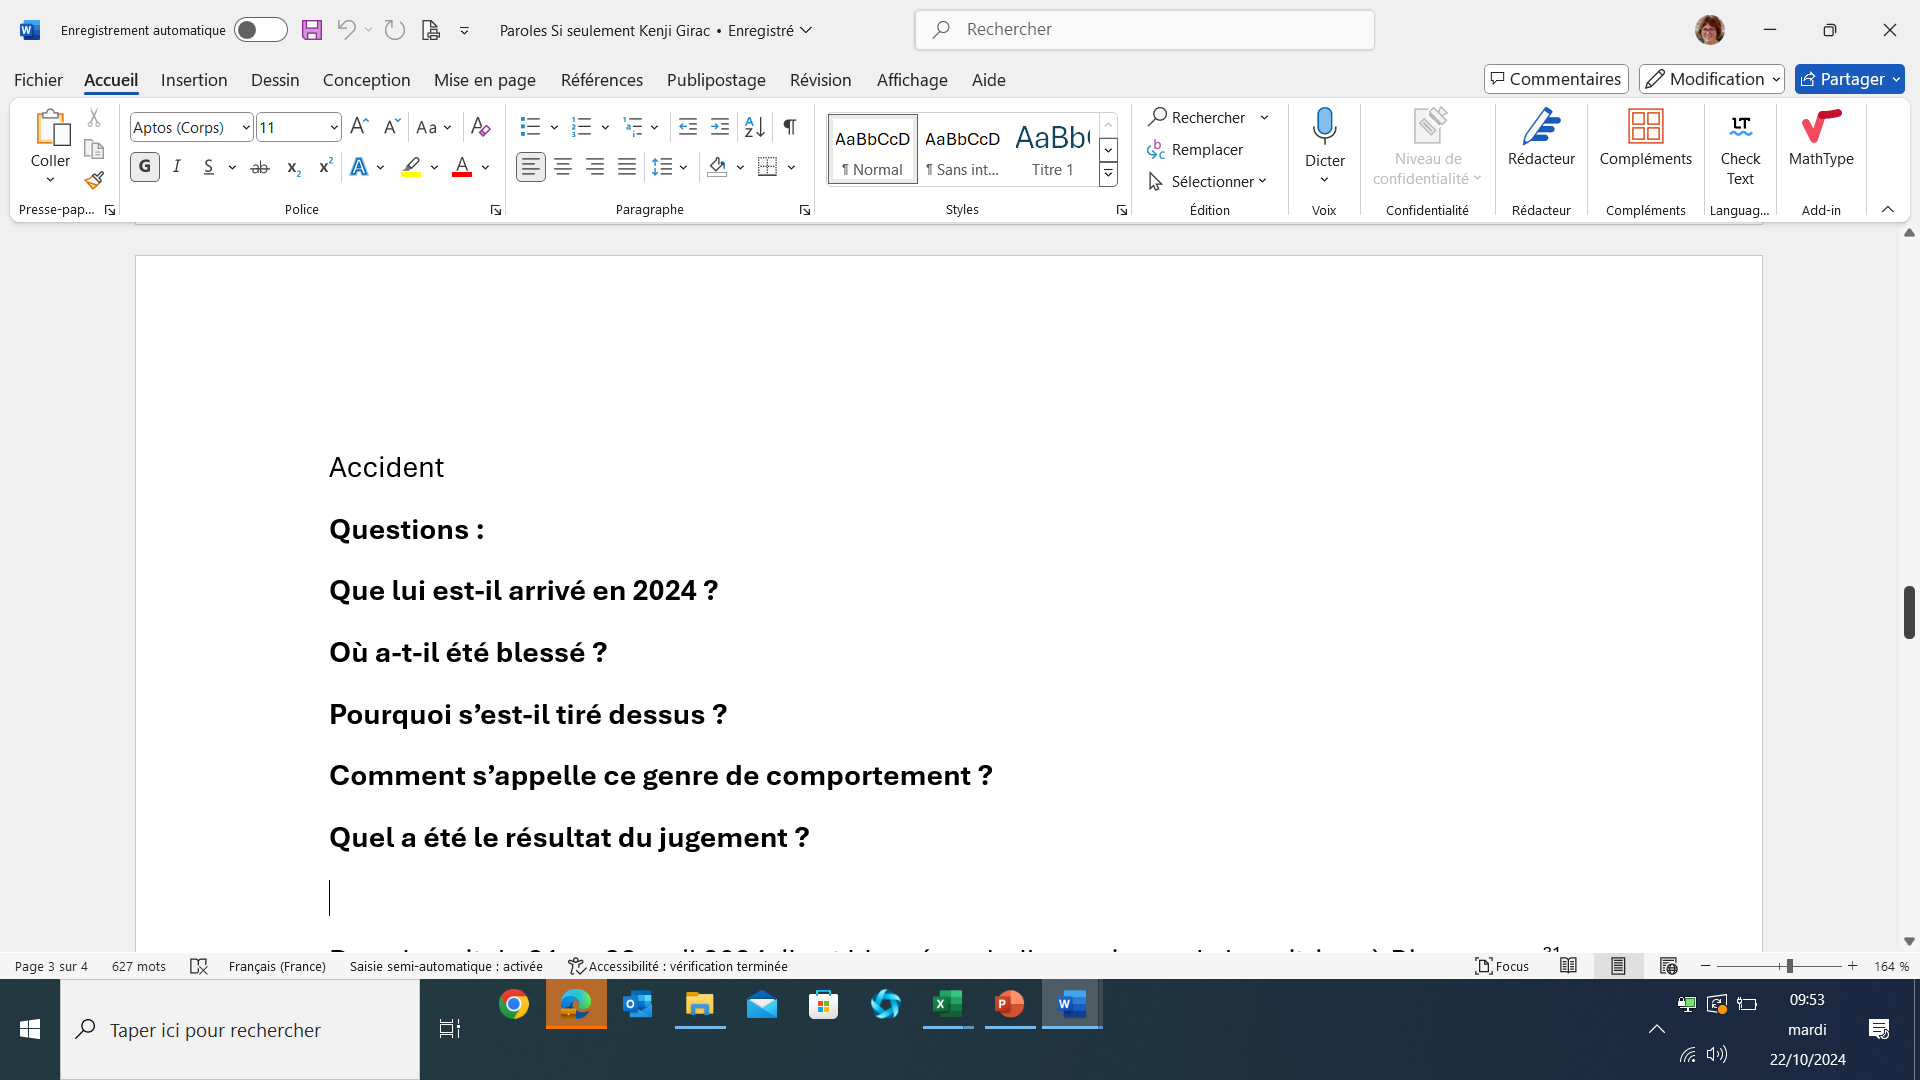 Enregistrement automatique
Paroles Si seulement Kenji Girac • Enregistré
Rechercher
Fichier
Accueil
Insertion
Dessin
Conception
Mise en page
Références
Publipostage
Révision
Affichage
Aide
Commentaires
Modification
Partager
Coller
Aptos (Corps)
11
AaBbCcD
AaBbCcD
AaBb(
¶ Normal
¶ Sans int...
Titre 1
Rechercher
Remplacer
Sélectionner
Dicter
Niveau de
confidentialité
Rédacteur
Compléments
Check
Text
MathType
Presse-pap...
Police
Paragraphe
Styles
Édition
Voix
Confidentialité
Rédacteur
Compléments
Languag...
Add-in
Accident
Questions :
Que lui est-il arrivé en 2024 ?
Où a-t-il été blessé ?
Pourquoi s’est-il tiré dessus ?
Comment s’appelle ce genre de comportement ?
Quel a été le résultat du jugement ?
Page 3 sur 4
627 mots
Français (France)
Saisie semi-automatique : activée
Accessibilité : vérification terminée
Focus
164 %
Taper ici pour rechercher
09:53
mardi
22/10/2024